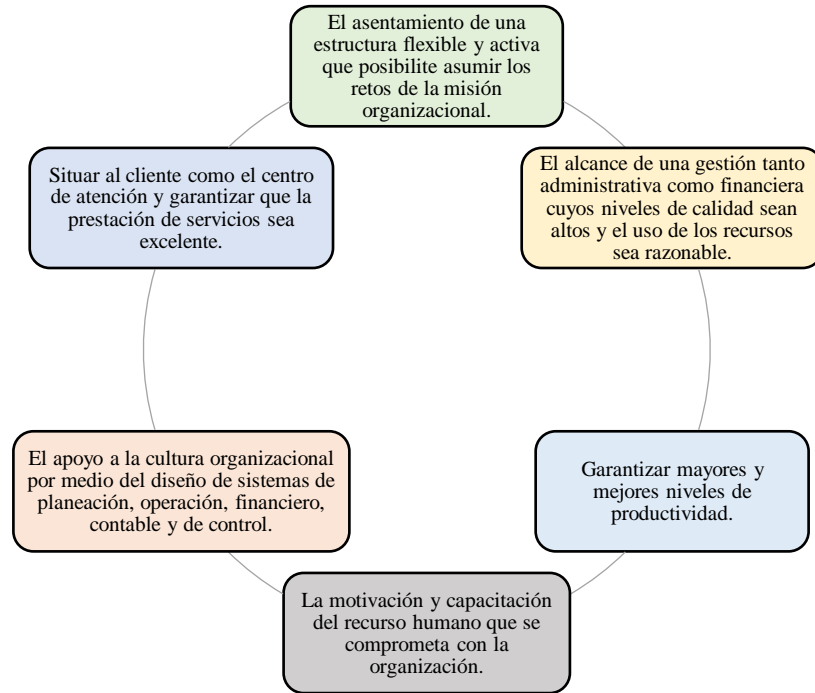 El asentamiento de una
estructura flexible y activa
que posibilite asumir los
retos de la misión
organizacional.
El alcance de una gestión tanto
administrativa como financiera
cuyos niveles de calidad sean
altos y el uso de los recursos
sea razonable.
Garantizar mayores y
mejores niveles de
productividad.
La motivación y capacitación
del recurso humano que se
comprometa con la
organización.
El apoyo a la cultura organizacional
por medio del diseño de sistemas de
planeación, operación, financiero,
contable y de control.
Situar al cliente como el centro
de atención y garantizar que la
prestación de servicios sea
excelente.